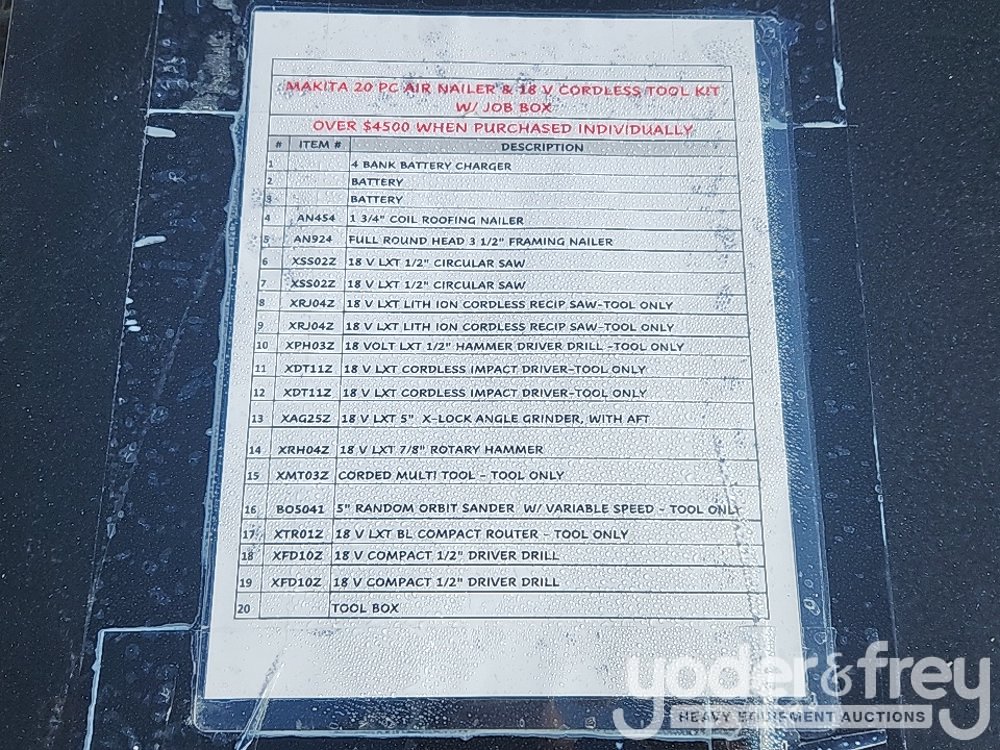 MAKITA 20 PC AIR NAILER & 18 V CORDLESS TOOL KIT
W/ JOB BOX
OVER $4500 WHEN PURCHASED INDIVIDUALLY
# ITEM # DESCRIPTION
1 4 BANK BATTERY CHARGER
2 BATTERY
3 BATTERY
4 AN454 1 3/4" COIL ROOFING NAILER
5 AN924 FULL ROUND HEAD 3 1/2" FRAMING NAILER
6 XSS02Z 18 V LXT 1/2" CIRCULAR SAW
7 XSS02Z 18 V LXT 1/2" CIRCULAR SAW
8 XRJ04Z 18 V LXT LITH ION CORDLESS RECIP SAW-TOOL ONLY
9 XRJ04Z 18 V LXT LITH ION CORDLESS RECIP SAW-TOOL ONLY
10 XPH03Z 18 VOLT LXT 1/2" HAMMER DRIVER DRILL -TOOL ONLY
11 XDT11Z 18 V LXT CORDLESS IMPACT DRIVER-TOOL ONLY
12 XDT11Z 18 V LXT CORDLESS IMPACT DRIVER-TOOL ONLY
13 XAG25Z 18 V LXT 5" X-LOCK ANGLE GRINDER, WITH AFT
14 XRH04Z 18 V LXT 7/8" ROTARY HAMMER
15 XMT03Z CORDED MULTI TOOL - TOOL ONLY
16 BO5041 5" RANDOM ORBIT SANDER W/ VARIABLE SPEED - TOOL ONLY
17 XTR01Z 18 V LXT BL COMPACT ROUTER - TOOL ONLY
18 XFD10Z 18 V COMPACT 1/2" DRIVER DRILL
19 XFD10Z 18 V COMPACT 1/2" DRIVER DRILL
20 TOOL BOX
yoder&frey
HEAVY EQUIPMENT AUCTIONS